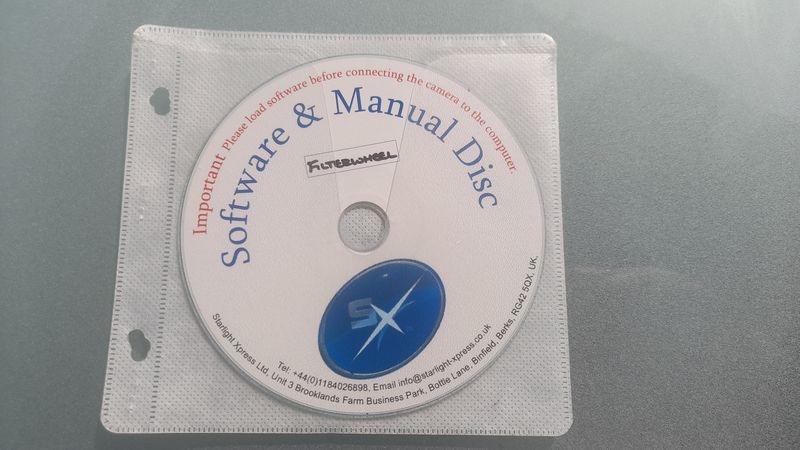 Important Please load software before connecting the camera to the computer.
Software & Manual Disc
FILTERWHEEL
SX
Tel: +44(0)1184026898, Email info@starlight-xpress.co.uk
Starlight Xpress Ltd, Unit 3 Brooklands Farm Business Park, Bottle Lane, Binfield, Berks, RG42 5QX, UK.